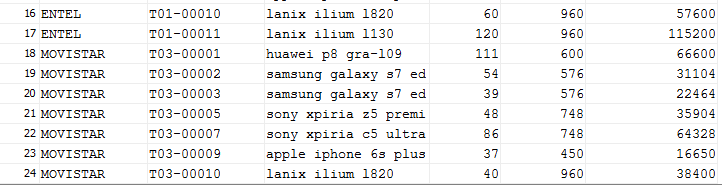 16 ENTEL T01-00010 lanix ilium l820 60 960 57600
17 ENTEL T01-00011 lanix ilium l130 120 960 115200
18 MOVISTAR T03-00001 huawei p8 gra-l09 111 600 66600
19 MOVISTAR T03-00002 samsung galaxy s7 ed 54 576 31104
20 MOVISTAR T03-00003 samsung galaxy s7 ed 39 576 22464
21 MOVISTAR T03-00005 sony xpiria z5 premi 48 748 35904
22 MOVISTAR T03-00007 sony xpiria c5 ultra 86 748 64328
23 MOVISTAR T03-00009 apple iphone 6s plus 37 450 16650
24 MOVISTAR T03-00010 lanix ilium l820 40 960 38400